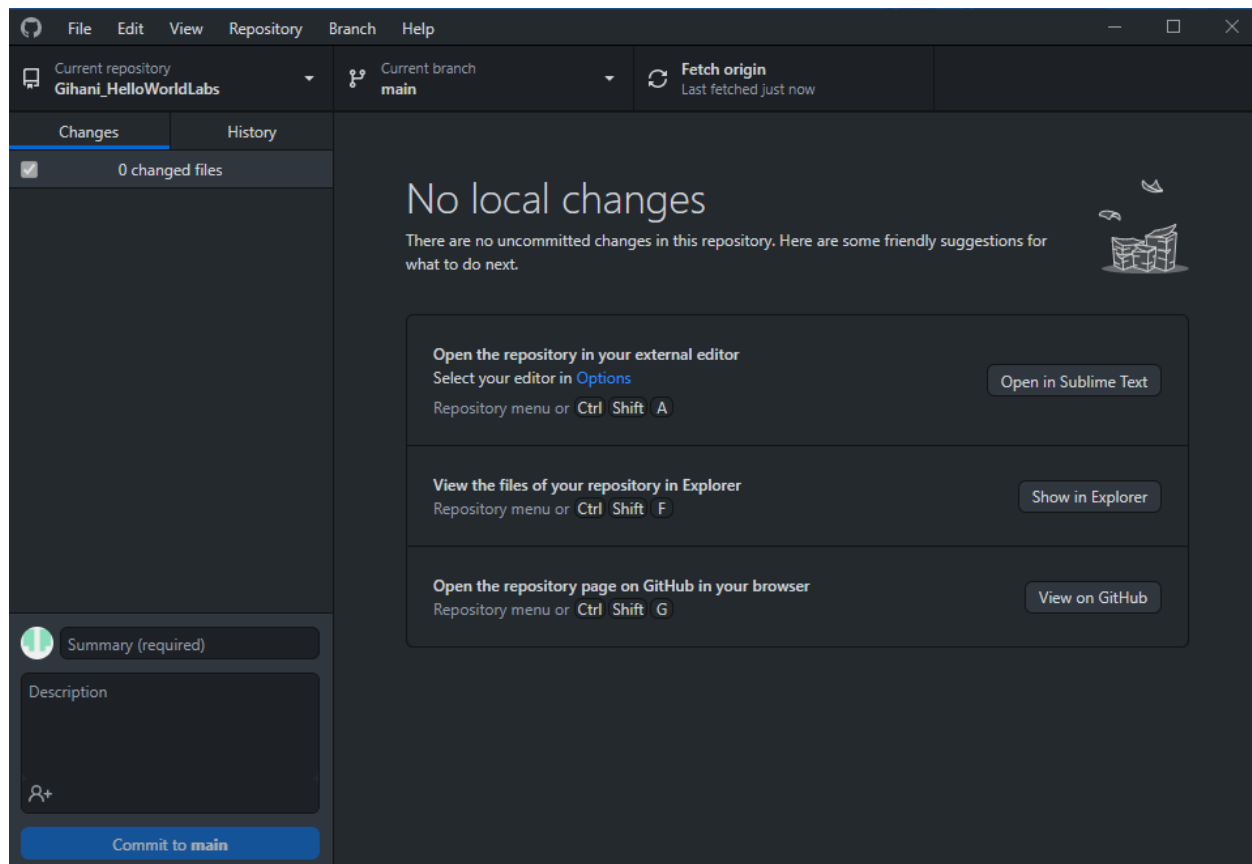 File Edit View Repository Branch Help
Current repository
Gihani_HelloWorldLabs
Current branch
main
Fetch origin
Last fetched just now
Changes History
0 changed files
No local changes
There are no uncommitted changes in this repository. Here are some friendly suggestions for
what to do next.
Open the repository in your external editor
Select your editor in Options
Repository menu or Ctrl Shift A
Open in Sublime Text
View the files of your repository in Explorer
Repository menu or Ctrl Shift F
Show in Explorer
Open the repository page on GitHub in your browser
Repository menu or Ctrl Shift G
View on GitHub
Summary (required)
Description
Commit to main